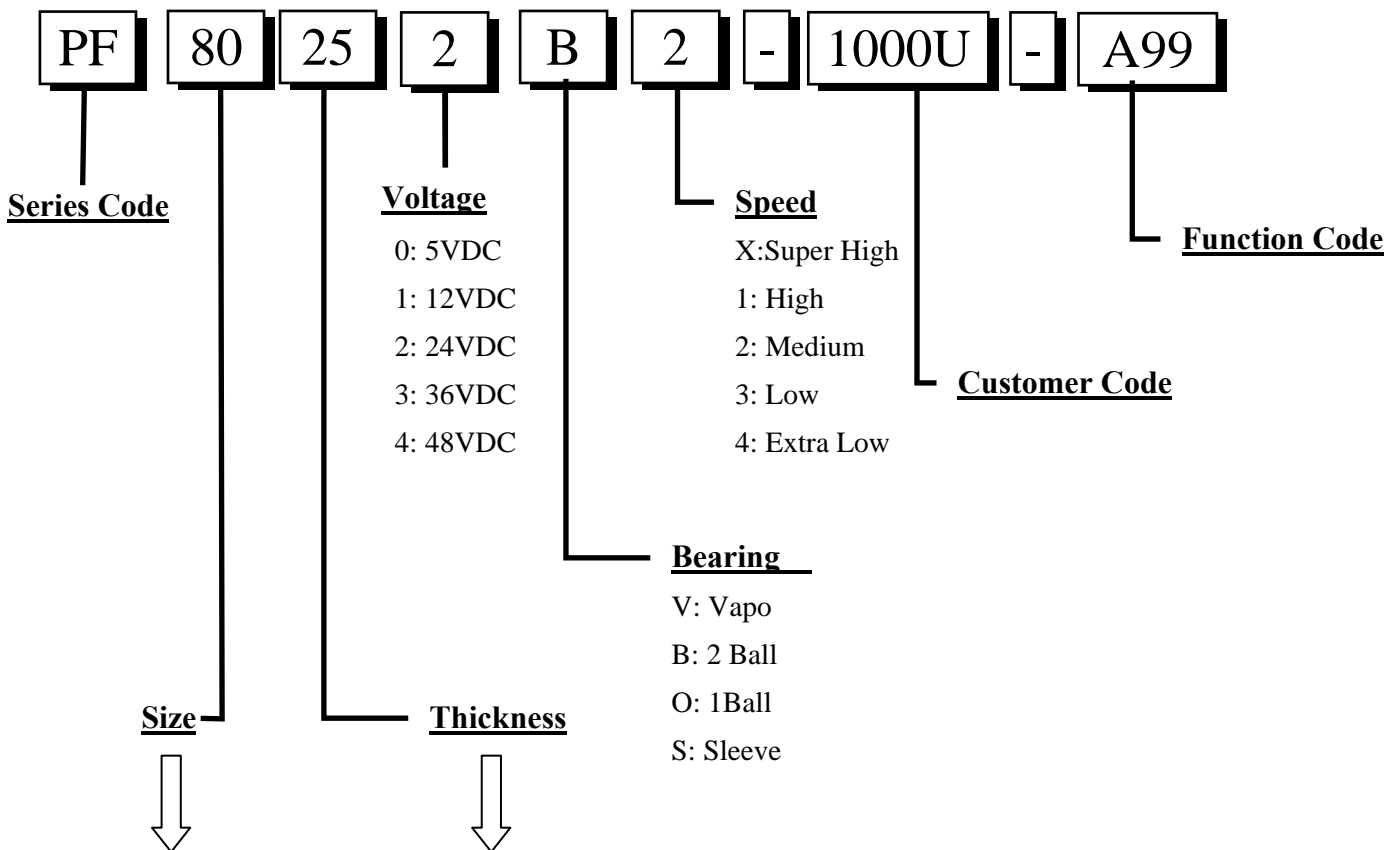 PF 80 25 2 B 2 - 1000U - A99
Series Code
Voltage
0: 5VDC
1: 12VDC
2: 24VDC
3: 36VDC
4: 48VDC
Speed
X:Super High
1: High
2: Medium
3: Low
4: Extra Low
Function Code
Customer Code
Bearing
V: Vapo
B: 2 Ball
O: 1Ball
S: Sleeve
Size
Thickness